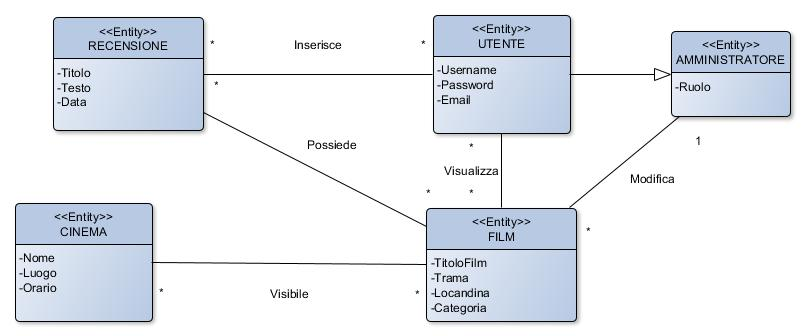 <<Entity>>
RECENSIONE
-Titolo
-Testo
-Data
*
Inserisce
*
*
<<Entity>>
UTENTE
-Username
-Password
-Email
<<Entity>>
AMMINISTRATORE
-Ruolo
Possiede
*
*
Visualizza
*
1
Modifica
*
<<Entity>>
CINEMA
-Nome
-Luogo
-Orario
*
Visibile
*
<<Entity>>
FILM
-TitoloFilm
-Trama
-Locandina
-Categoria